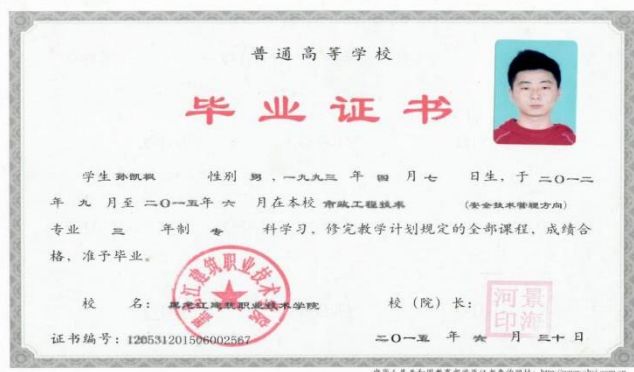 普通高等学校
毕业证书
学生 孙凯枫 性别 男 ，一九九三 年 四 月 七 日生，于 二〇一二
年 九 月至 二〇一五年 六 月在本校 市政工程技术 (安全技术管理方向)
专业 三 年制 专 科学习，修完教学计划规定的全部课程，成绩合
格，准予毕业。
校 名： 黑龙江建筑职业技术学院 校（院）长：
河景
印海
证书编号：120531201506002567 二〇一五 年 六 月 三十 日